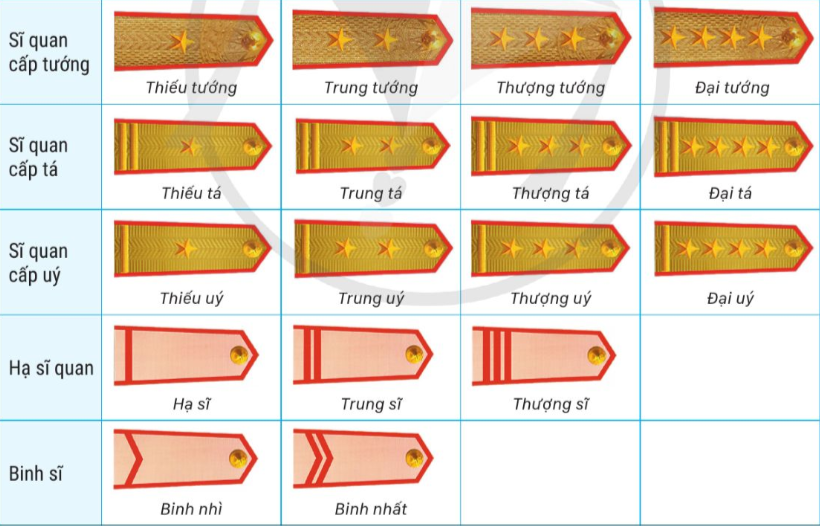 Sĩ quan
cấp tướng
Thiếu tướng
Trung tướng
Thượng tướng
Đại tướng
Sĩ quan
cấp tá
Thiếu tá
Trung tá
Thượng tá
Đại tá
Sĩ quan
cấp uý
Thiếu uý
Trung uý
Thượng uý
Đại uý
Hạ sĩ quan
Hạ sĩ
Trung sĩ
Thượng sĩ
Binh sĩ
Binh nhì
Binh nhất